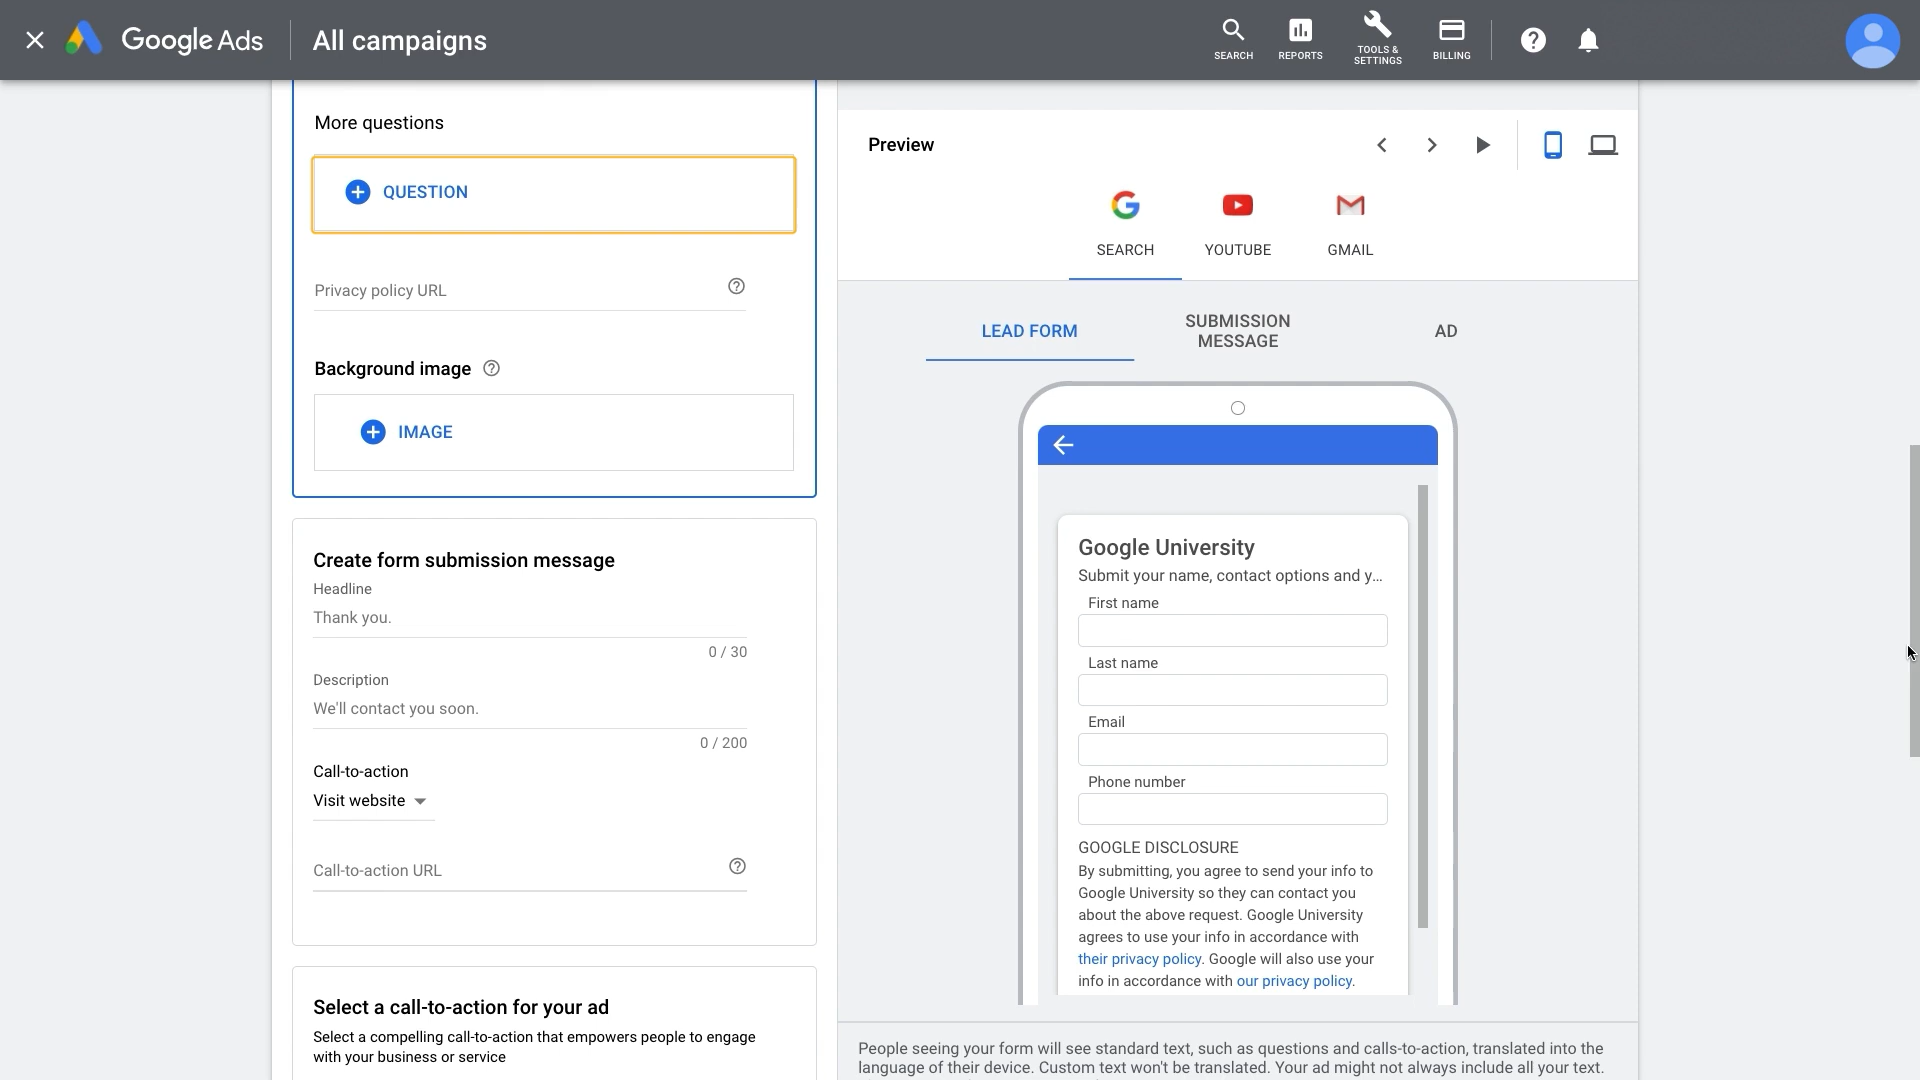 Google Ads
All campaigns
SEARCH
REPORTS
TOOLS &
SETTINGS
BILLING
More questions
QUESTION
Privacy policy URL
Background image
IMAGE
Create form submission message
Headline
Thank you.
0 / 30
Description
We'll contact you soon.
0 / 200
Call-to-action
Visit website
Call-to-action URL
Select a call-to-action for your ad
Select a compelling call-to-action that empowers people to engage
with your business or service
Preview
SEARCH
YOUTUBE
GMAIL
LEAD FORM
SUBMISSION
MESSAGE
AD
Google University
Submit your name, contact options and y...
First name
Last name
Email
Phone number
GOOGLE DISCLOSURE
By submitting, you agree to send your info to
Google University so they can contact you
about the above request. Google University
agrees to use your info in accordance with
their privacy policy. Google will also use your
info in accordance with our privacy policy.
People seeing your form will see standard text, such as questions and calls-to-action, translated into the
language of their device. Custom text won't be translated. Your ad might not always include all your text.